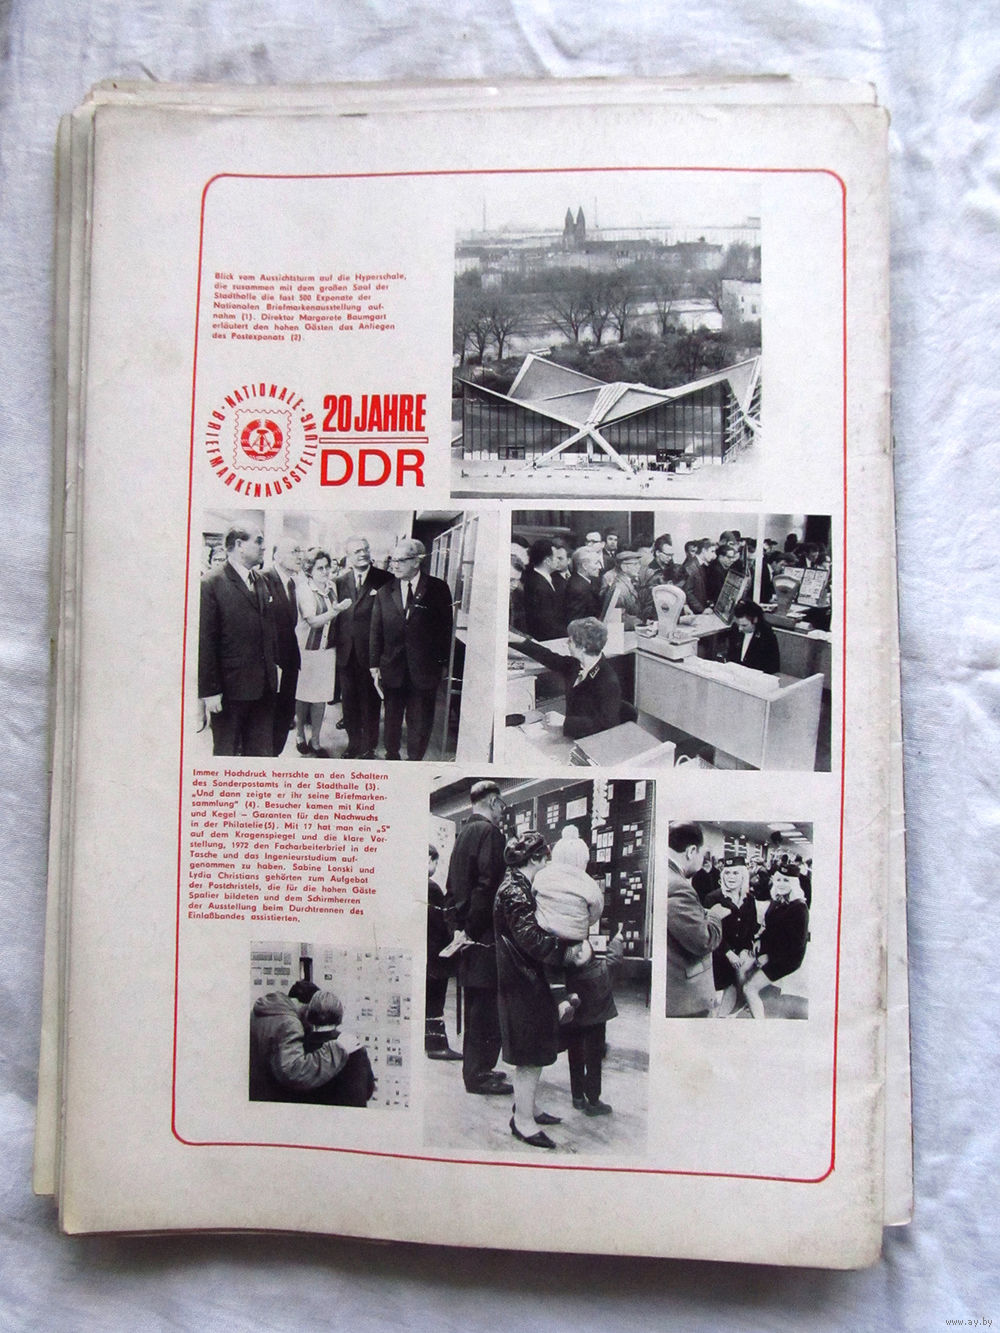 Blick vom Aussichtsturm auf die Hyperschale,
die zusammen mit dem großen Saal der
Stadthalle die fast 500 Exponate der
Nationalen Briefmarkenausstellung auf-
nahm (1). Direktor Margarete Baumgart
erläutert den hohen Gästen das Anliegen
des Postexponats (2).
NATIONALE
BRIEFMARKENAUSSTELLUNG
20 JAHRE
DDR
Immer Hochdruck herrschte an den Schaltern
des Sonderpostamts in der Stadthalle (3).
„Und dann zeigte er ihr seine Briefmarken-
sammlung" (4). Besucher kamen mit Kind
und Kegel – Garanten für den Nachwuchs
in der Philatelie(5). Mit 17 hat man ein „S"
auf dem Kragenspiegel und die klare Vor-
stellung, 1972 den Facharbeiterbrief in der
Tasche und das Ingenieurstudium auf-
genommen zu haben. Sabine Lonski und
Lydia Christians gehörten zum Aufgebot
der Postchristels, die für die hohen Gäste
Spalier bildeten und dem Schirmherren
der Ausstellung beim Durchtrennen des
Einlaßbandes assistierten.
www.ay.by